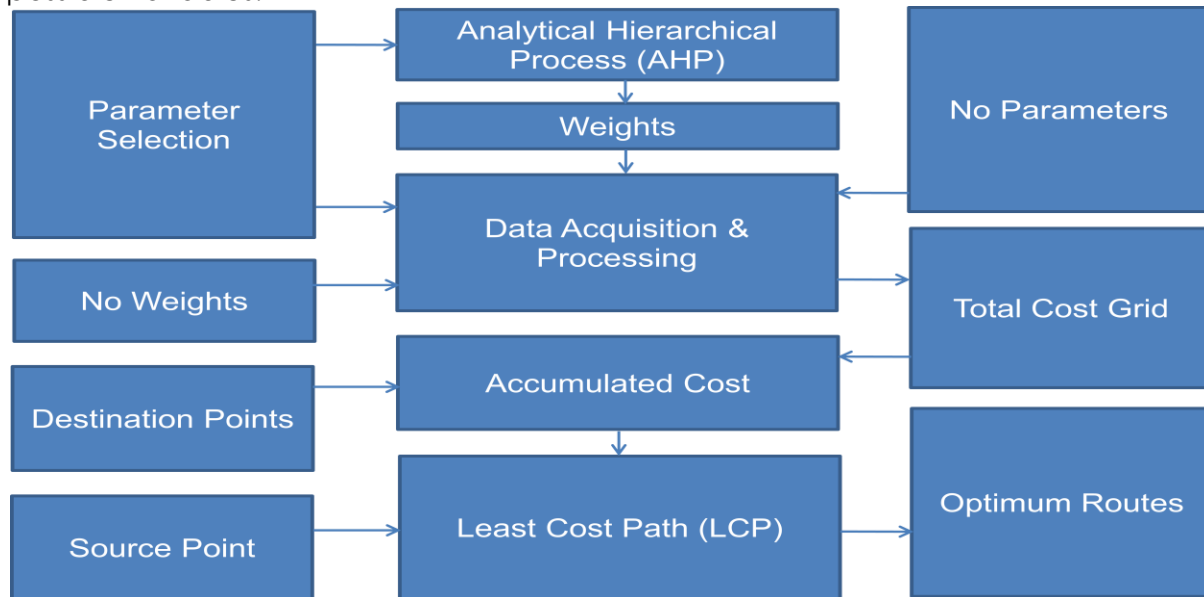 Analytical Hierarchical
Process (AHP)
Parameter
Selection
No Parameters
Weights
Data Acquisition &
Processing
No Weights
Total Cost Grid
Accumulated Cost
Destination Points
Optimum Routes
Least Cost Path (LCP)
Source Point